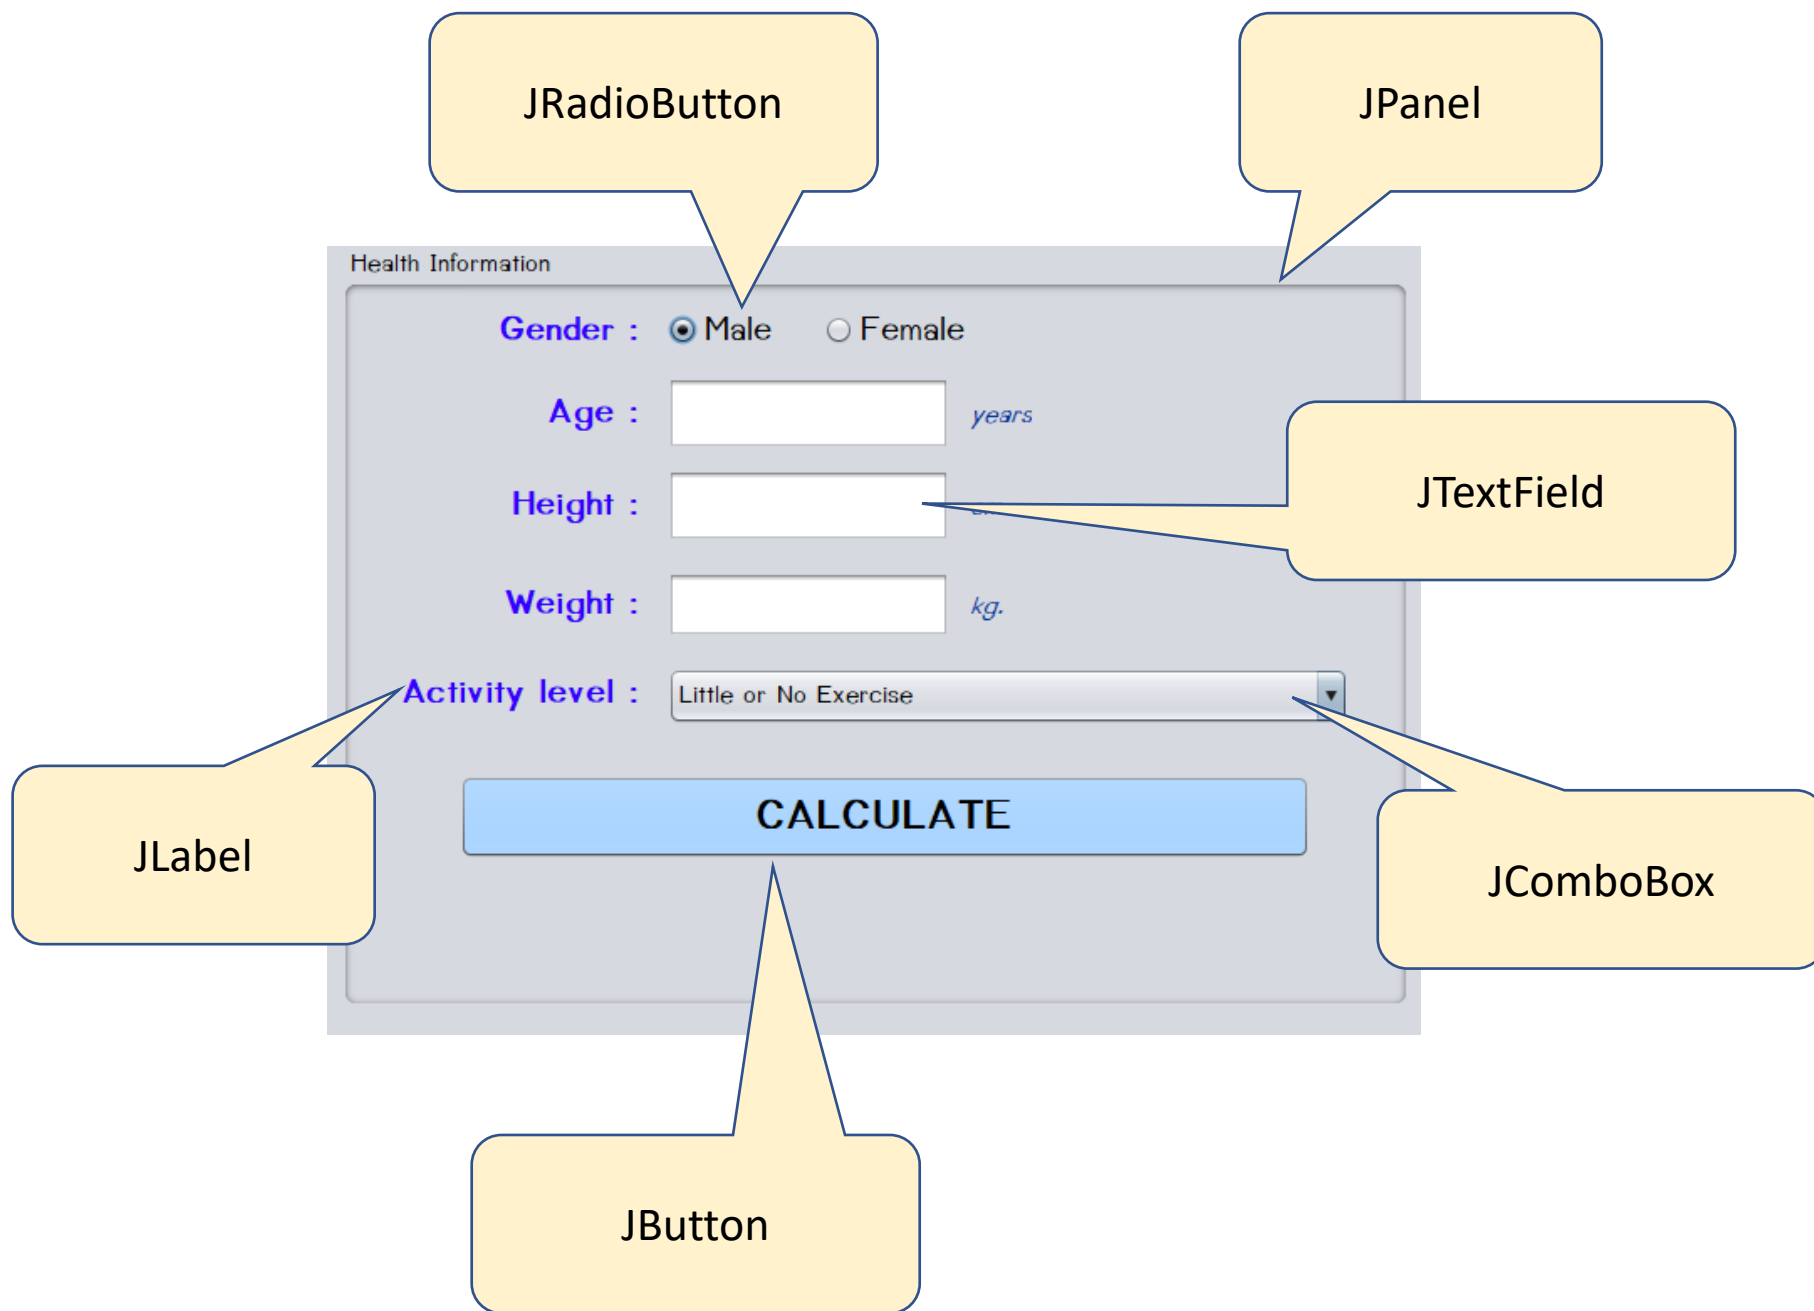 JRadioButton
JPanel
Health Information
Gender : Male Female
Age : years
Height :
JTextField
Weight : kg.
Activity level : Little or No Exercise
CALCULATE
JLabel
JComboBox
JButton